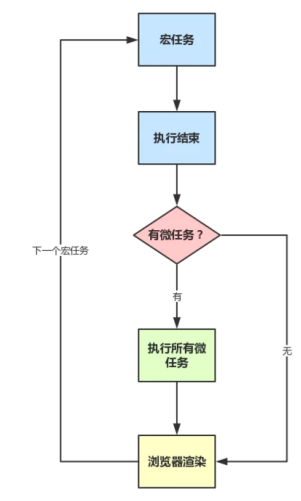 宏任务
执行结束
有微任务？
下一个宏任务
有
无
执行所有微
任务
浏览器渲染